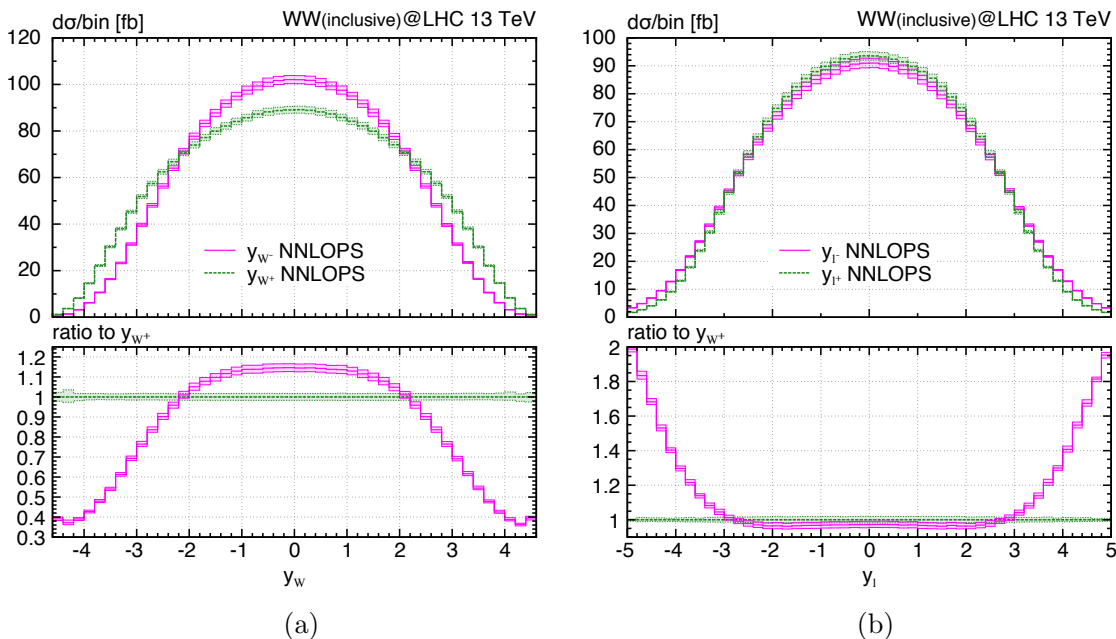 dσ/bin [fb] WW(inclusive)@LHC 13 TeV
120
100
80
60
40
20
0
y_W- NNLOPS
y_W+ NNLOPS
ratio to y_W+
1.2
1.1
1
0.9
0.8
0.7
0.6
0.5
0.4
0.3
-4 -3 -2 -1 0 1 2 3 4
y_W
(a)
dσ/bin [fb] WW(inclusive)@LHC 13 TeV
100
90
80
70
60
50
40
30
20
10
0
y_l- NNLOPS
y_l+ NNLOPS
ratio to y_W+
2
1.8
1.6
1.4
1.2
1
-5 -4 -3 -2 -1 0 1 2 3 4 5
y_l
(b)